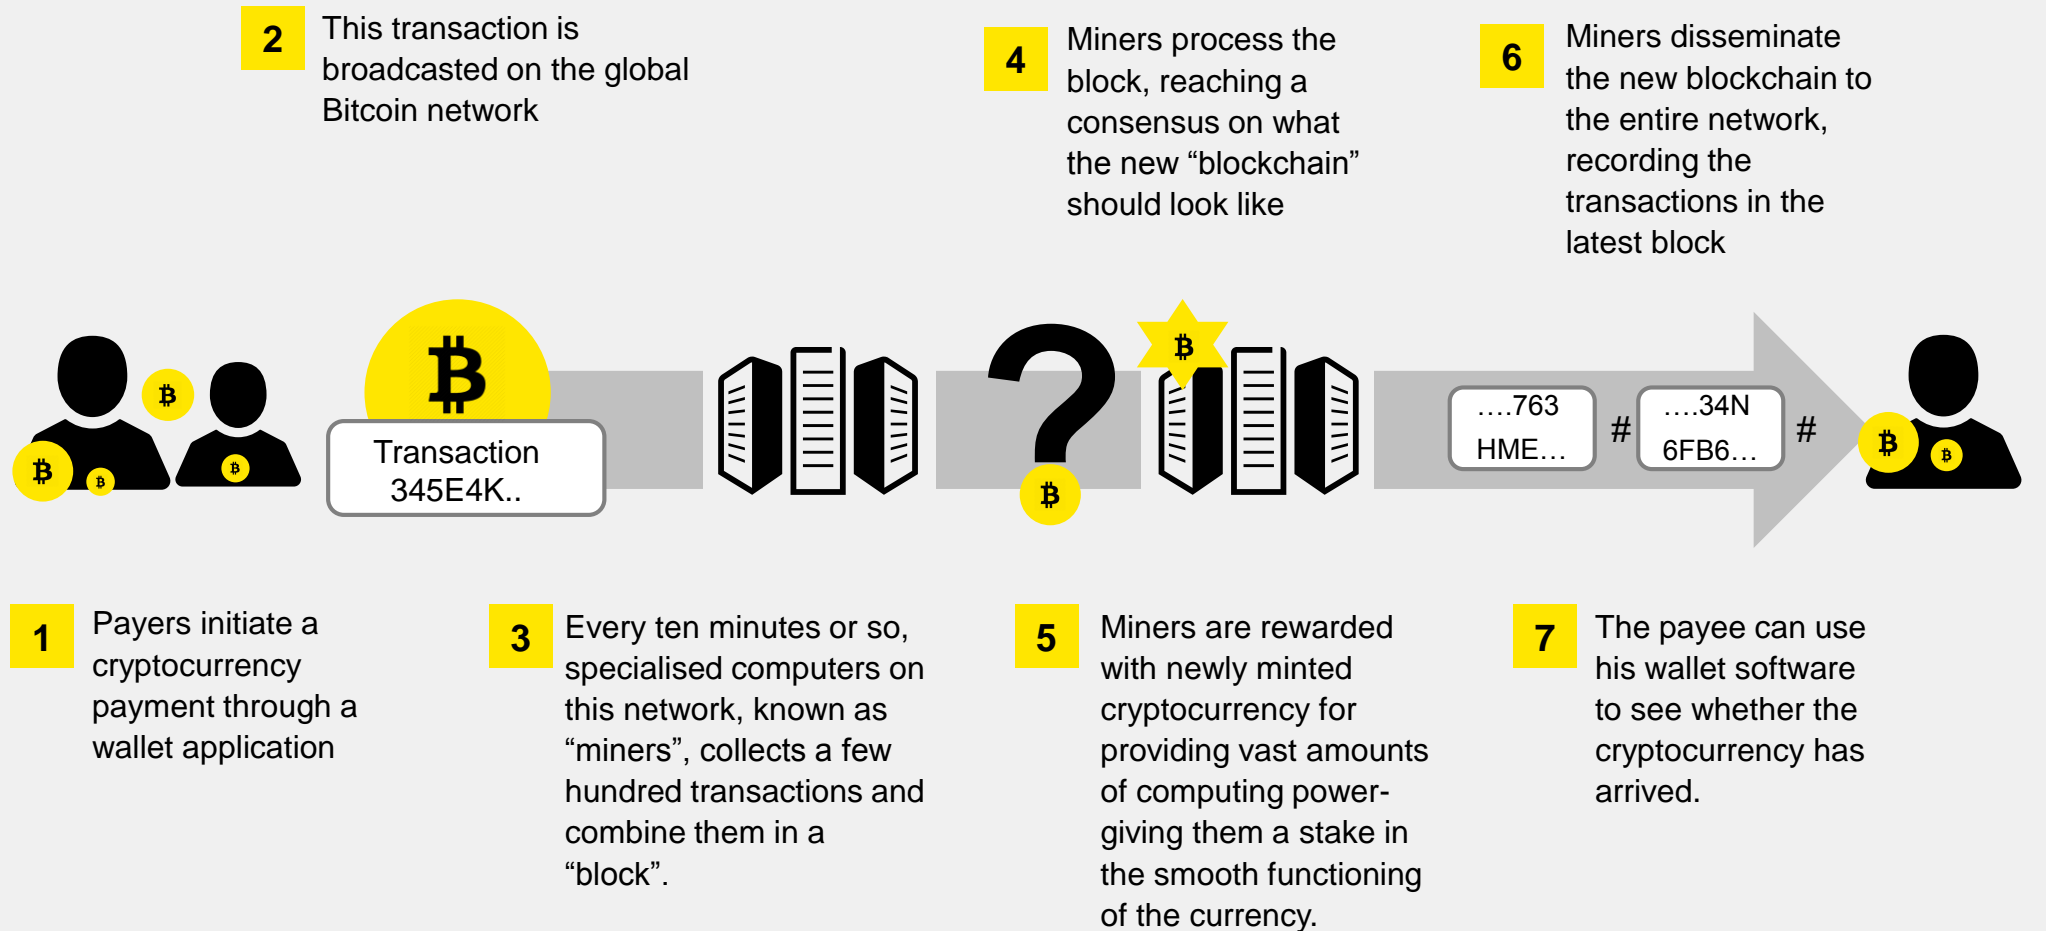 2
This transaction is
broadcasted on the global
Bitcoin network
4
Miners process the
block, reaching a
consensus on what
the new “blockchain”
should look like
6
Miners disseminate
the new blockchain to
the entire network,
recording the
transactions in the
latest block
Transaction
345E4K..
?
….763
HME…
#
….34N
6FB6…
#
1
Payers initiate a
cryptocurrency
payment through a
wallet application
3
Every ten minutes or so,
specialised computers on
this network, known as
“miners”, collects a few
hundred transactions and
combine them in a
“block”.
5
Miners are rewarded
with newly minted
cryptocurrency for
providing vast amounts
of computing power-
giving them a stake in
the smooth functioning
of the currency.
7
The payee can use
his wallet software
to see whether the
cryptocurrency has
arrived.